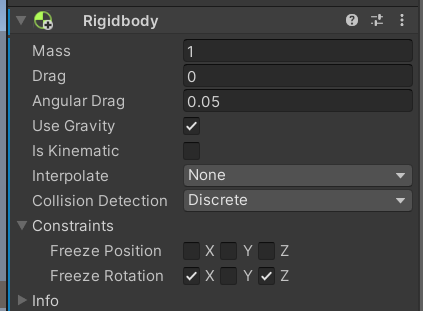 Rigidbody
Mass 1
Drag 0
Angular Drag 0.05
Use Gravity
Is Kinematic
Interpolate None
Collision Detection Discrete
Constraints
Freeze Position X Y Z
Freeze Rotation X Y Z
Info